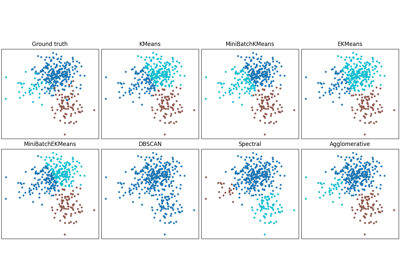 Ground truth
KMeans
MiniBatchKMeans
EKMeans
MiniBatchEKMeans
DBSCAN
Spectral
Agglomerative